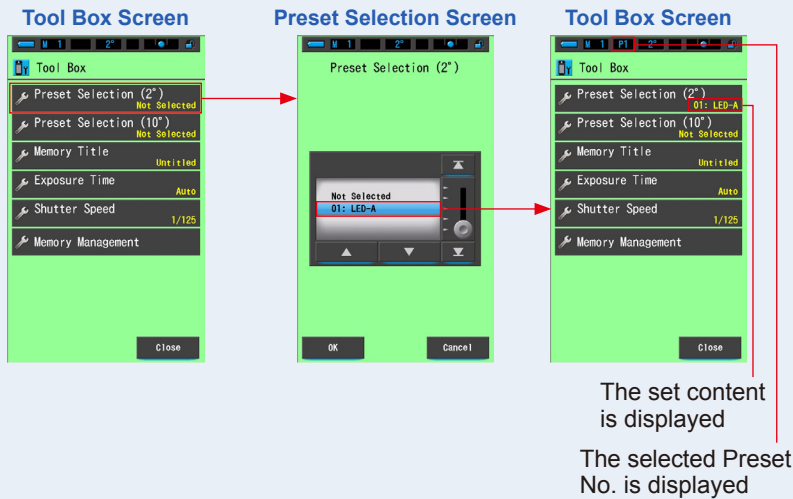 Tool Box Screen
M 1 2°
Tool Box
Preset Selection (2°)
Not Selected
Preset Selection (10°)
Not Selected
Memory Title
Untitled
Exposure Time
Auto
Shutter Speed
1/125
Memory Management
Close
Preset Selection Screen
M 1 2°
Preset Selection (2°)
Not Selected
01: LED-A
OK Cancel
Tool Box Screen
M 1 P1 2°
Tool Box
Preset Selection (2°)
01: LED-A
Preset Selection (10°)
Not Selected
Memory Title
Untitled
Exposure Time
Auto
Shutter Speed
1/125
Memory Management
Close
The set content
is displayed
The selected Preset
No. is displayed